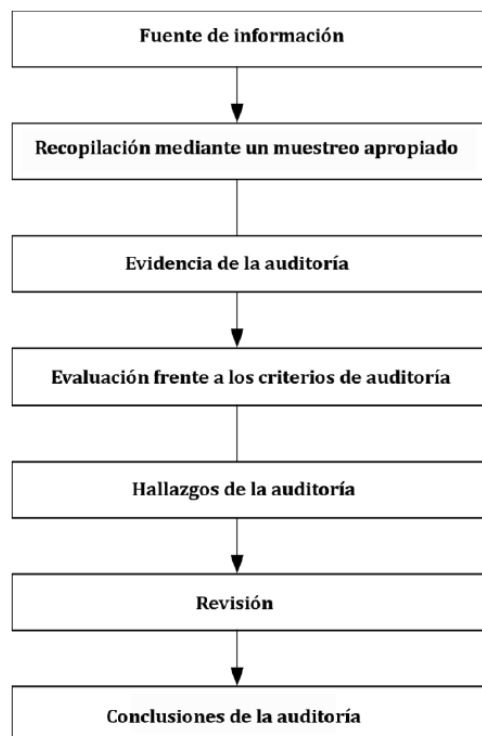 Fuente de información
Recopilación mediante un muestreo apropiado
Evidencia de la auditoría
Evaluación frente a los criterios de auditoría
Hallazgos de la auditoría
Revisión
Conclusiones de la auditoría